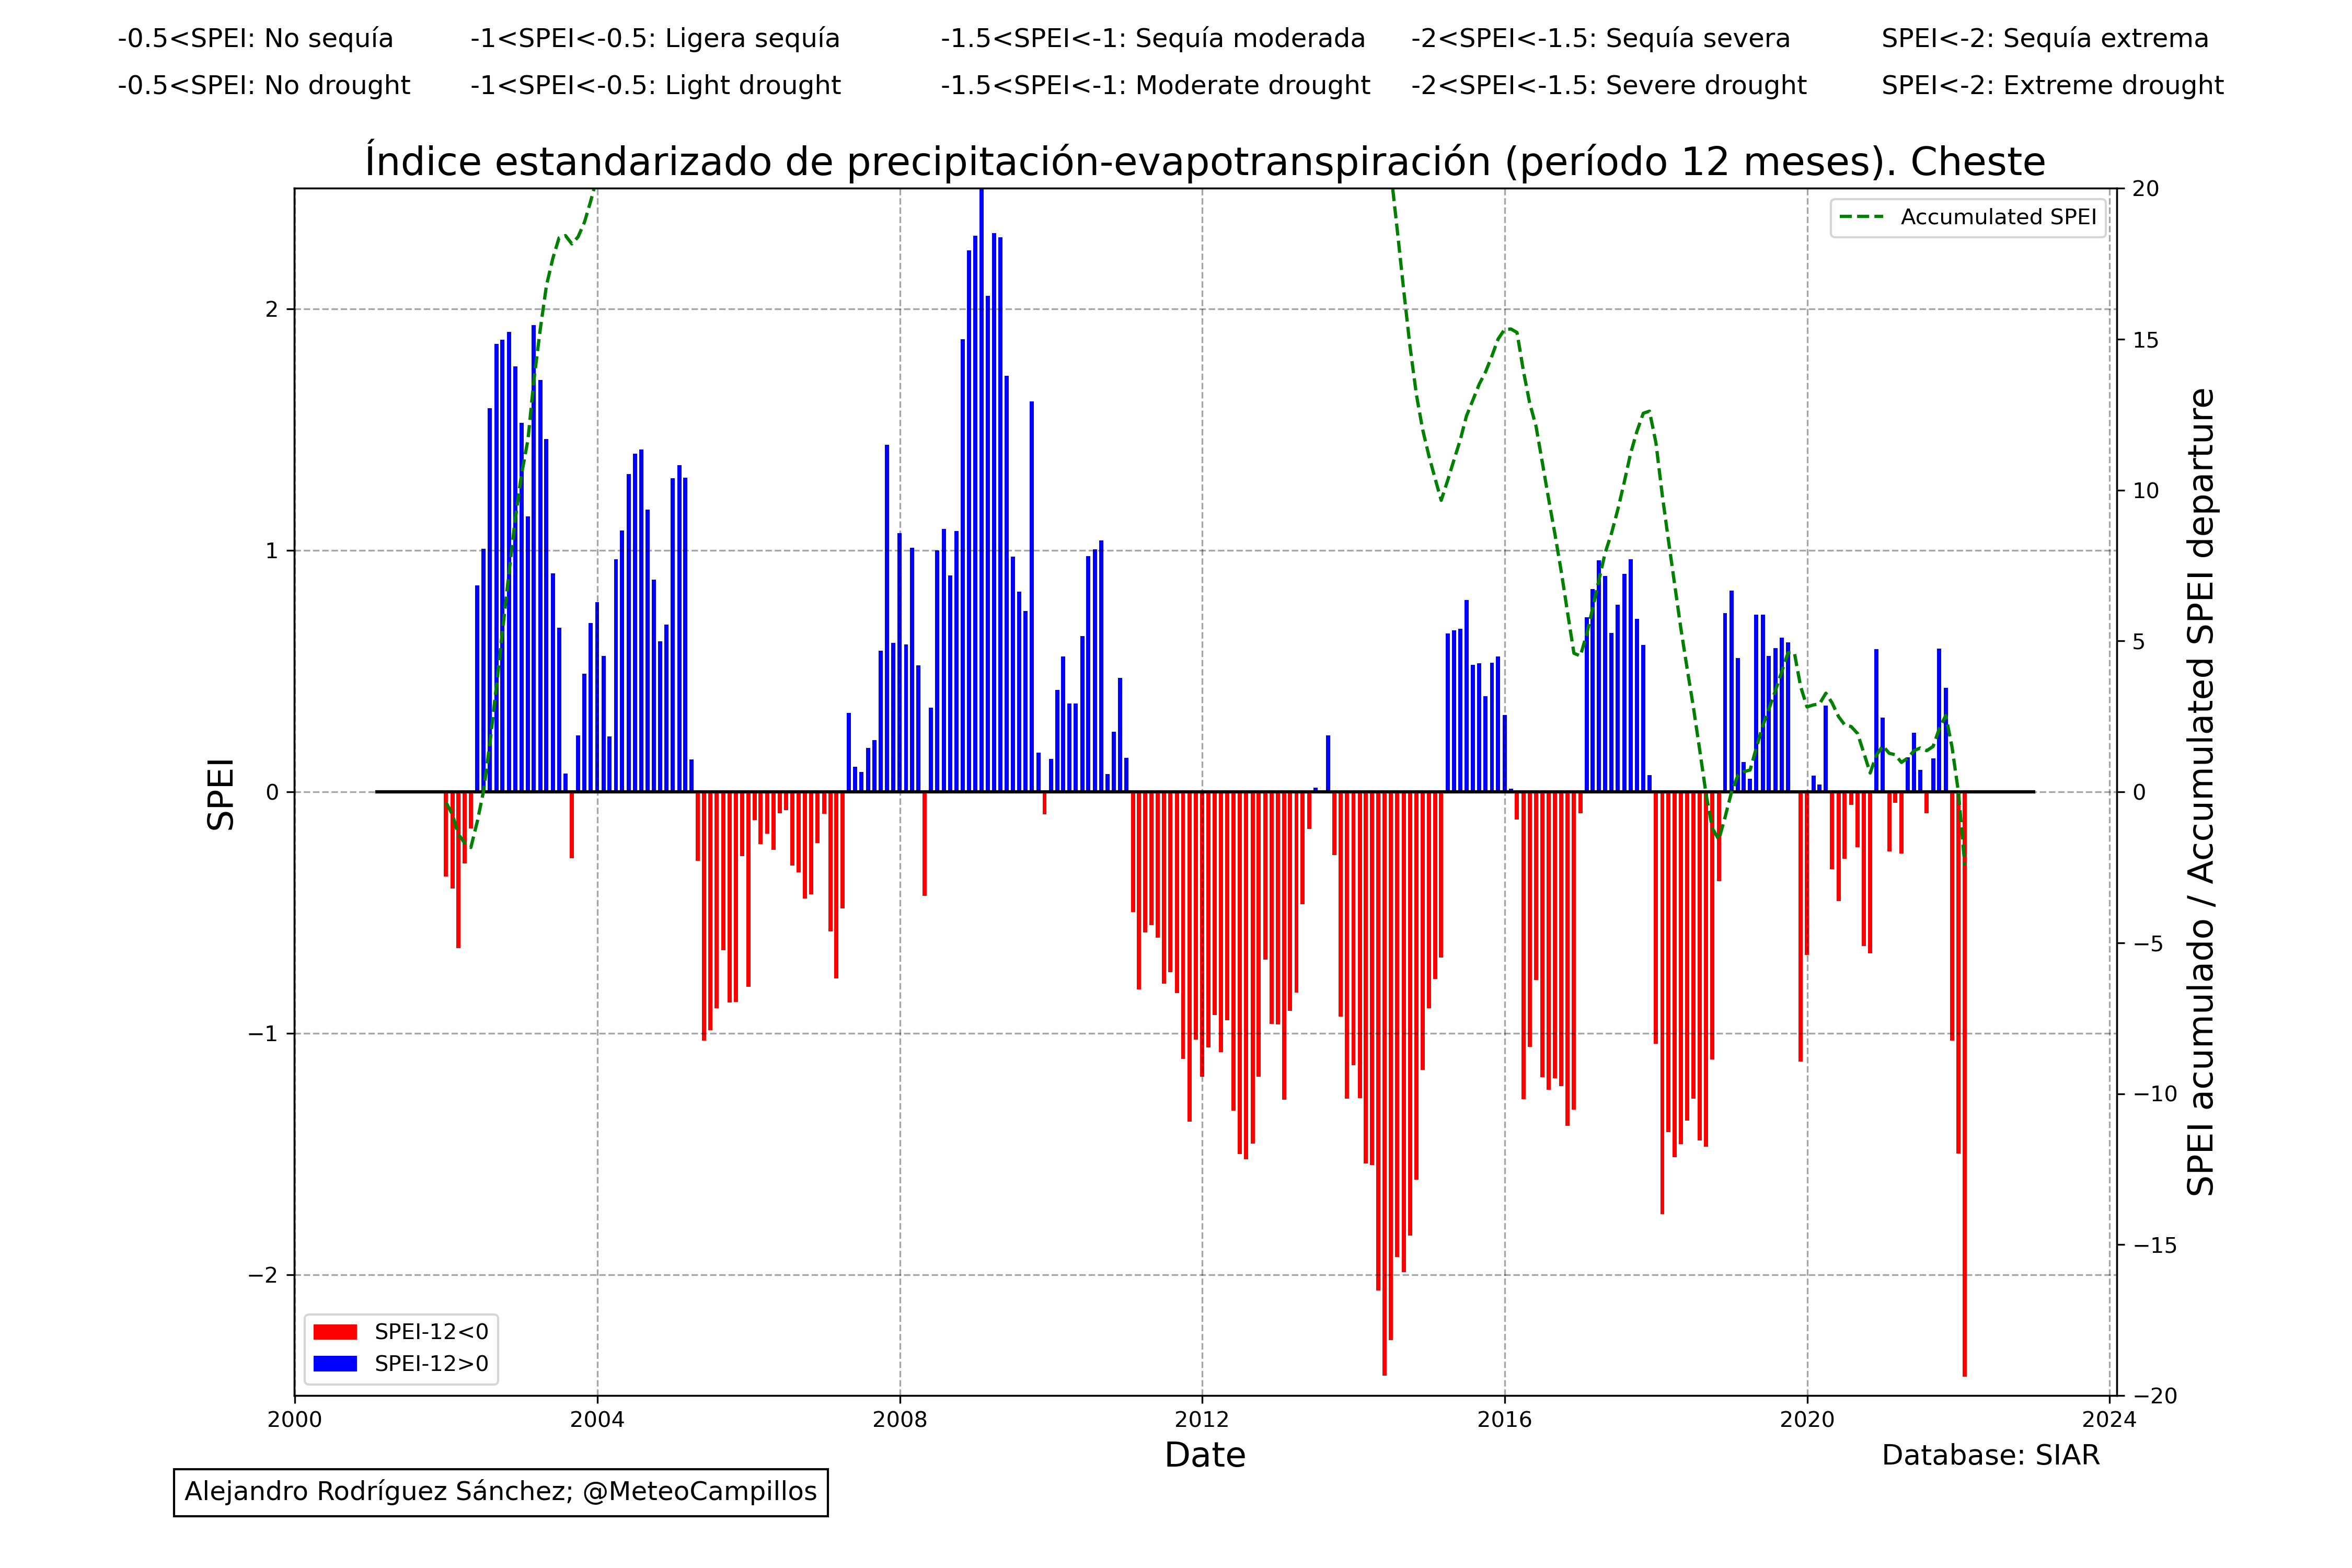 -0.5<SPEI: No sequía -1<SPEI<-0.5: Ligera sequía -1.5<SPEI<-1: Sequía moderada -2<SPEI<-1.5: Sequía severa SPEI<-2: Sequía extrema
-0.5<SPEI: No drought -1<SPEI<-0.5: Light drought -1.5<SPEI<-1: Moderate drought -2<SPEI<-1.5: Severe drought SPEI<-2: Extreme drought
Índice estandarizado de precipitación-evapotranspiración (período 12 meses). Cheste
Accumulated SPEI
SPEI
2
1
0
−1
−2
20
15
10
5
0
−5
−10
−15
−20
SPEI acumulado / Accumulated SPEI departure
SPEI-12<0
SPEI-12>0
2000 2004 2008 2012 2016 2020 2024
Date
Database: SIAR
Alejandro Rodríguez Sánchez; @MeteoCampillos